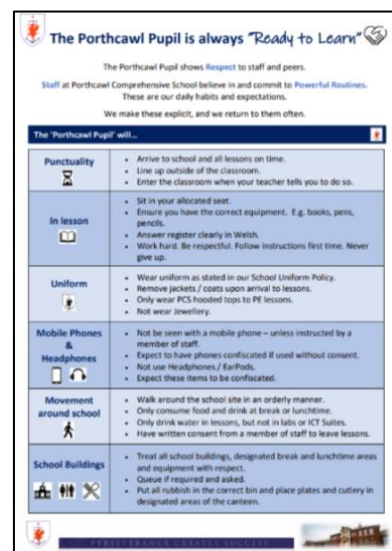 The Porthcawl Pupil is always "Ready to Learn"
The Porthcawl Pupil shows Respect to staff and peers.
Staff at Porthcawl Comprehensive School believe in and commit to Powerful Routines.
These are our daily habits and expectations.
We make these explicit, and we return to them often.
The 'Porthcawl Pupil' will...
Punctuality
• Arrive to school and all lessons on time.
• Line up outside of the classroom.
• Enter the classroom when your teacher tells you to do so.
In lesson
• Sit in your allocated seat.
• Ensure you have the correct equipment. E.g. books, pens,
pencils.
• Answer register clearly in Welsh.
• Work hard. Be respectful. Follow instructions first time. Never
give up.
Uniform
• Wear uniform as stated in our School Uniform Policy.
• Remove jackets / coats upon arrival to lessons.
• Only wear PCS hooded tops to PE lessons.
• Not wear Jewellery.
Mobile Phones
&
Headphones
• Not be seen with a mobile phone – unless instructed by a
member of staff.
• Expect to have phones confiscated if used without consent.
• Not use Headphones / EarPods.
• Expect these items to be confiscated.
Movement
around school
• Walk around the school site in an orderly manner.
• Only consume food and drink at break or lunchtime.
• Only drink water in lessons, but not in labs or ICT Suites.
• Have written consent from a member of staff to leave lessons.
School Buildings
• Treat all school buildings, designated break and lunchtime areas
and equipment with respect.
• Queue if required and asked.
• Put all rubbish in the correct bin and place plates and cutlery in
designated areas of the canteen.
PERSEVERANCE CREATES SUCCESS